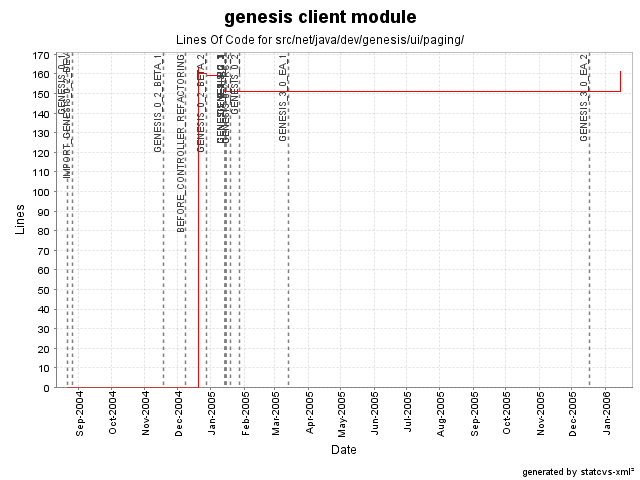 genesis client module
Lines Of Code for src/net/java/dev/genesis/ui/paging/
Lines
170
160
150
140
130
120
110
100
90
80
70
60
50
40
30
20
10
0
GENESIS_0_1
IMPORT_GENESIS_
GENESIS_0_2_BETA_1
BEFORE_CONTROLLER_REFACTORING
GENESIS_0_2_BETA_2
GENESIS_0_2
GENESIS_3_0_EA_1
GENESIS_3_0_EA_2
Sep-2004
Oct-2004
Nov-2004
Dec-2004
Jan-2005
Feb-2005
Mar-2005
Apr-2005
May-2005
Jun-2005
Jul-2005
Aug-2005
Sep-2005
Oct-2005
Nov-2005
Dec-2005
Jan-2006
Date
generated by statcvs-xml²